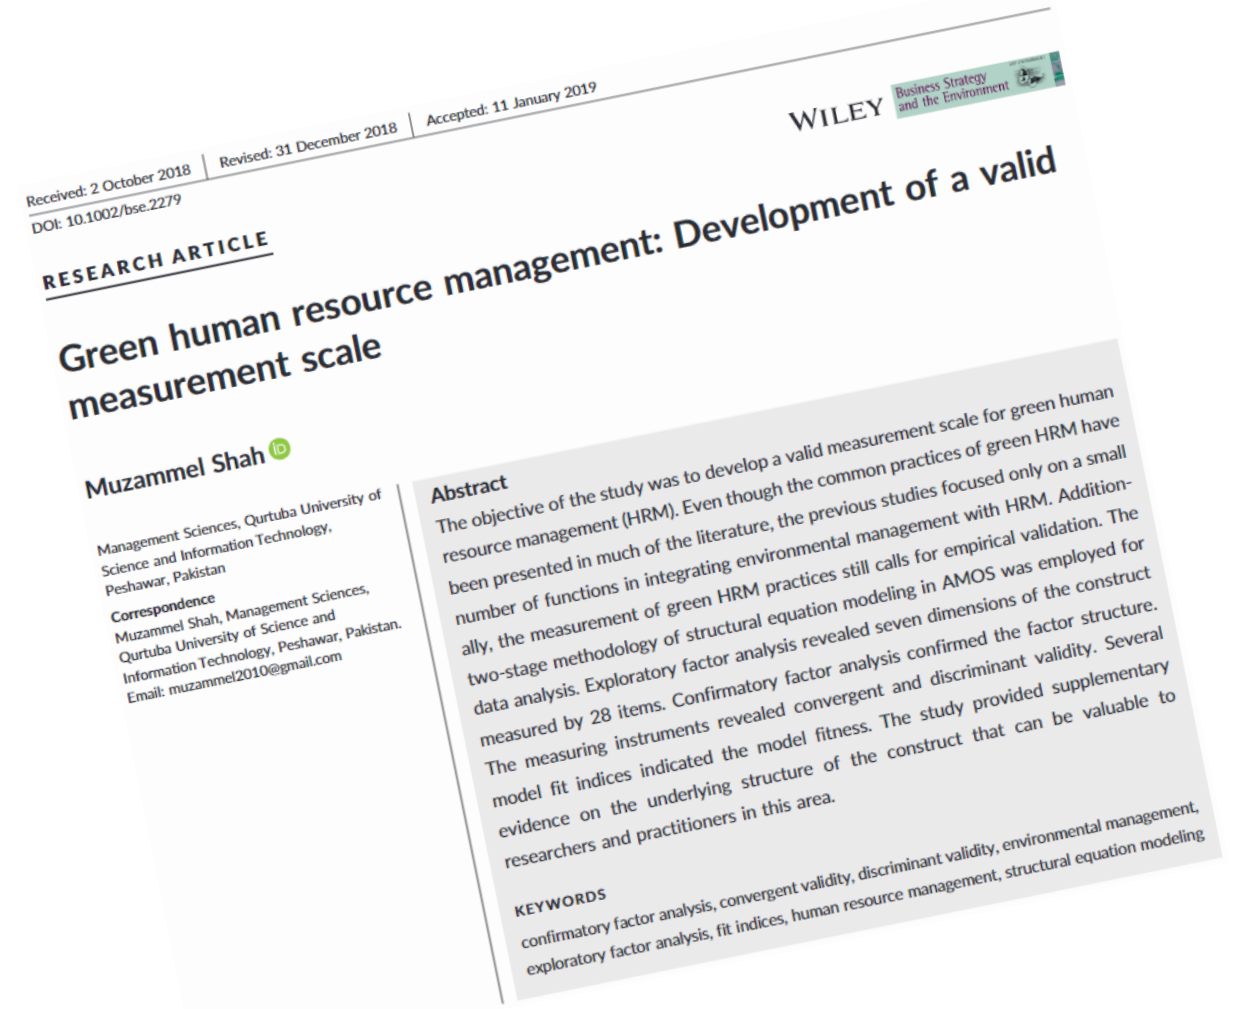 Received: 2 October 2018
Revised: 31 December 2018
Accepted: 11 January 2019
DOI: 10.1002/bse.2279
WILEY
Business Strategy
and the Environment
RESEARCH ARTICLE
Green human resource management: Development of a valid
measurement scale
Muzammel Shah
iD
Management Sciences, Qurtuba University of
Science and Information Technology,
Peshawar, Pakistan
Correspondence
Muzammel Shah, Management Sciences,
Qurtuba University of Science and
Information Technology, Peshawar, Pakistan.
Email: muzammel2010@gmail.com
Abstract
The objective of the study was to develop a valid measurement scale for green human
resource management (HRM). Even though the common practices of green HRM have
been presented in much of the literature, the previous studies focused only on a small
number of functions in integrating environmental management with HRM. Addition-
ally, the measurement of green HRM practices still calls for empirical validation. The
two-stage methodology of structural equation modeling in AMOS was employed for
data analysis. Exploratory factor analysis revealed seven dimensions of the construct
measured by 28 items. Confirmatory factor analysis confirmed the factor structure.
The measuring instruments revealed convergent and discriminant validity. Several
model fit indices indicated the model fitness. The study provided supplementary
evidence on the underlying structure of the construct that can be valuable to
researchers and practitioners in this area.
KEYWORDS
confirmatory factor analysis, convergent validity, discriminant validity, environmental management,
exploratory factor analysis, fit indices, human resource management, structural equation modeling